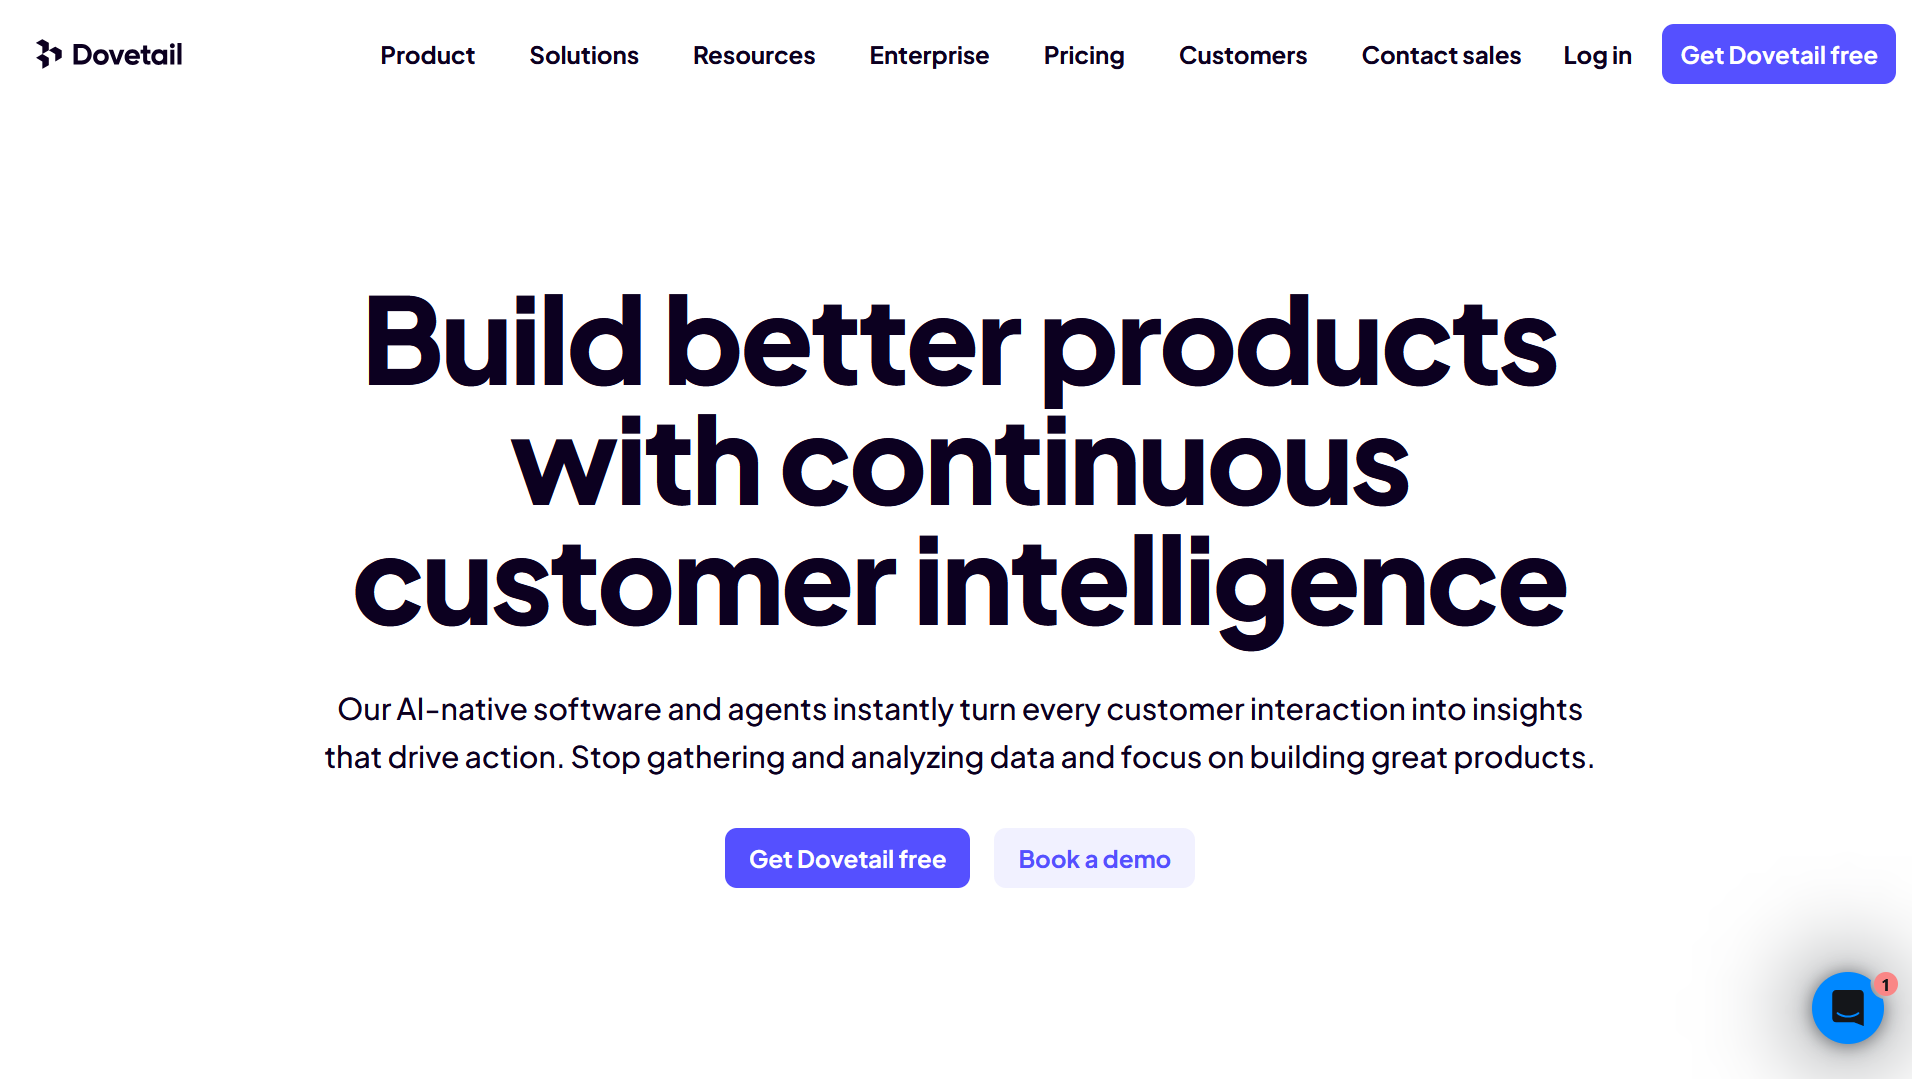 Dovetail
Product
Solutions
Resources
Enterprise
Pricing
Customers
Contact sales
Log in
Get Dovetail free
Build better products
with continuous
customer intelligence
Our AI-native software and agents instantly turn every customer interaction into insights
that drive action. Stop gathering and analyzing data and focus on building great products.
Get Dovetail free
Book a demo
1